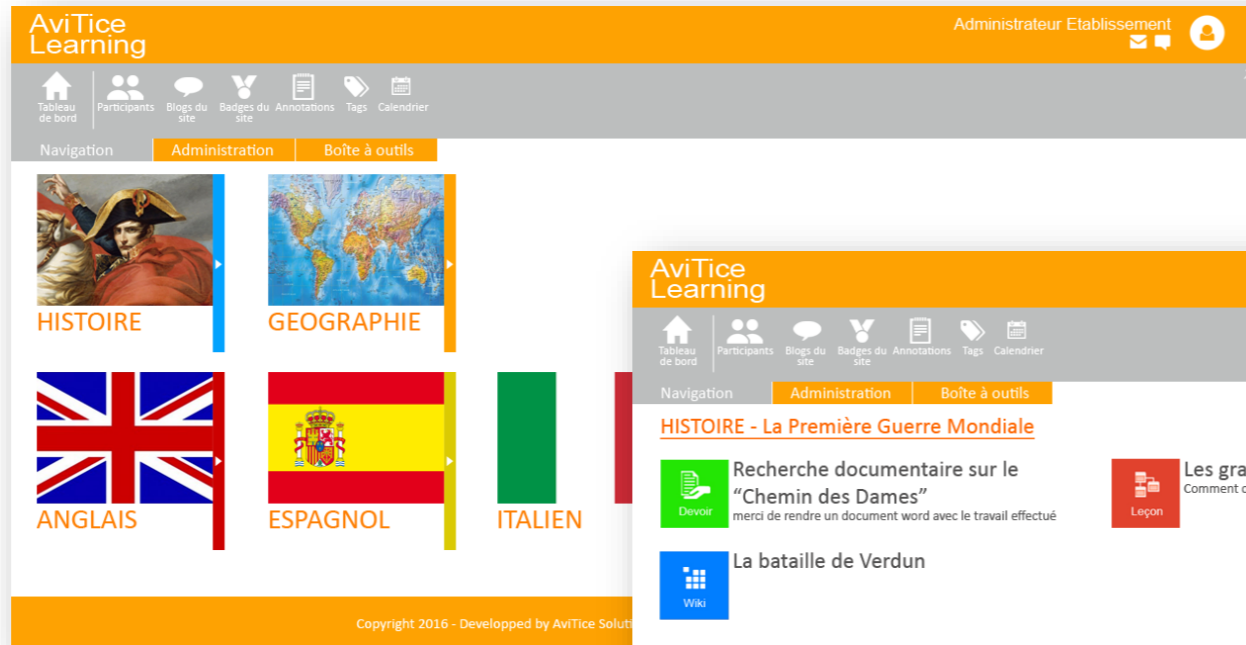 AviTice
Learning
Administrateur Etablissement
Tableau
de bord
Participants
Blogs du
site
Badges du
site
Annotations
Tags
Calendrier
Navigation
Administration
Boîte à outils
HISTOIRE
GEOGRAPHIE
ANGLAIS
ESPAGNOL
ITALIEN
Copyright 2016 - Developped by AviTice
AviTice
Learning
Tableau
de bord
Participants
Blogs du
site
Badges du
site
Annotations
Tags
Calendrier
Navigation
Administration
Boîte à outils
HISTOIRE - La Première Guerre Mondiale
Devoir
Recherche documentaire sur le
“Chemin des Dames”
merci de rendre un document word avec le travail effectué
Leçon
Les
Comment
Wiki
La bataille de Verdun